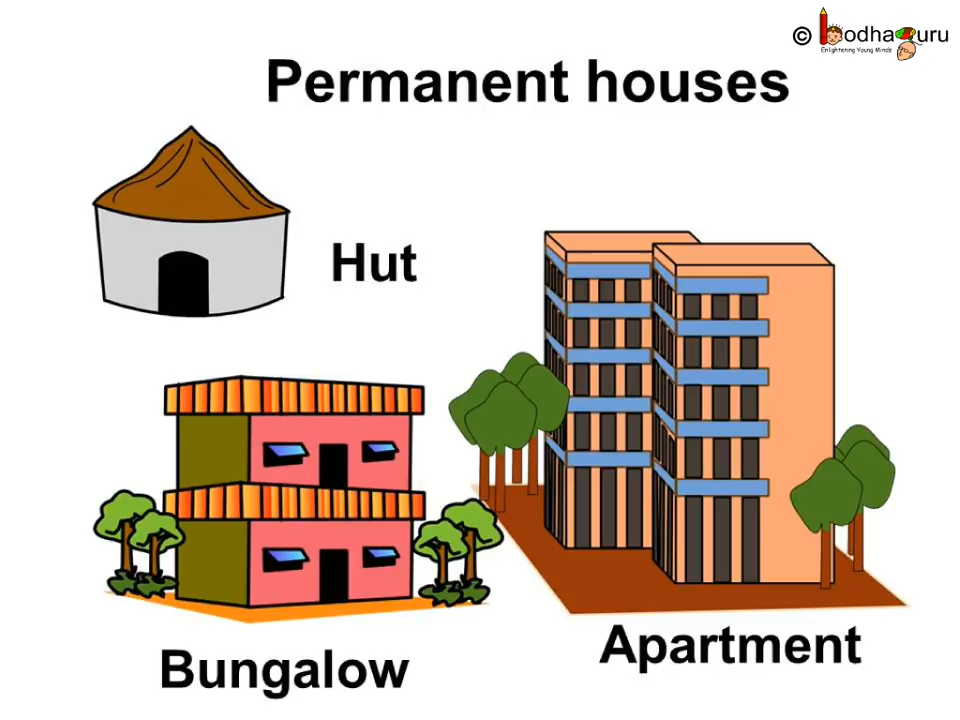 © bodhaguru
Enlightening Young Minds
Permanent houses
Hut
Bungalow
Apartment